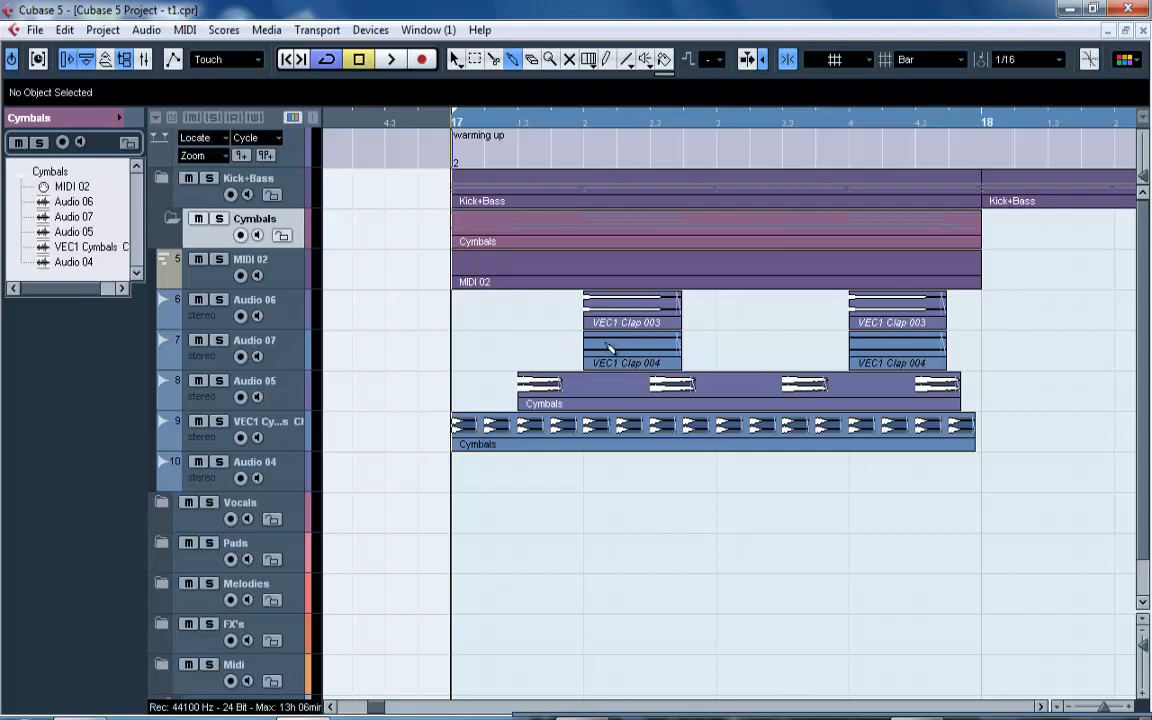 Cubase 5 - [Cubase 5 Project - t1.cpr]
File Edit Project Audio MIDI Scores Media Transport Devices Window (1) Help
Touch - Bar 1/16
No Object Selected
Cymbals
m S
Cymbals
MIDI 02
Audio 06
Audio 07
Audio 05
VEC1 Cymbals C
Audio 04
Locate Cycle
Zoom
4.3 17 1.3 2 2.3 3 3.3 4 4.3 18 1.3 2
warming up
2
m S Kick+Bass
Kick+Bass Kick+Bass
m S Cymbals
Cymbals
5 m S MIDI 02
MIDI 02
6 m S Audio 06
stereo
VEC1 Clap 003 VEC1 Clap 003
7 m S Audio 07
stereo
VEC1 Clap 004 VEC1 Clap 004
8 m S Audio 05
stereo
Cymbals
9 m S VEC1 Cy...s Cl
stereo
Cymbals
10 m S Audio 04
stereo
m S Vocals
m S Pads
m S Melodies
m S FX's
m S Midi
Rec: 44100 Hz - 24 Bit - Max: 13h 06min